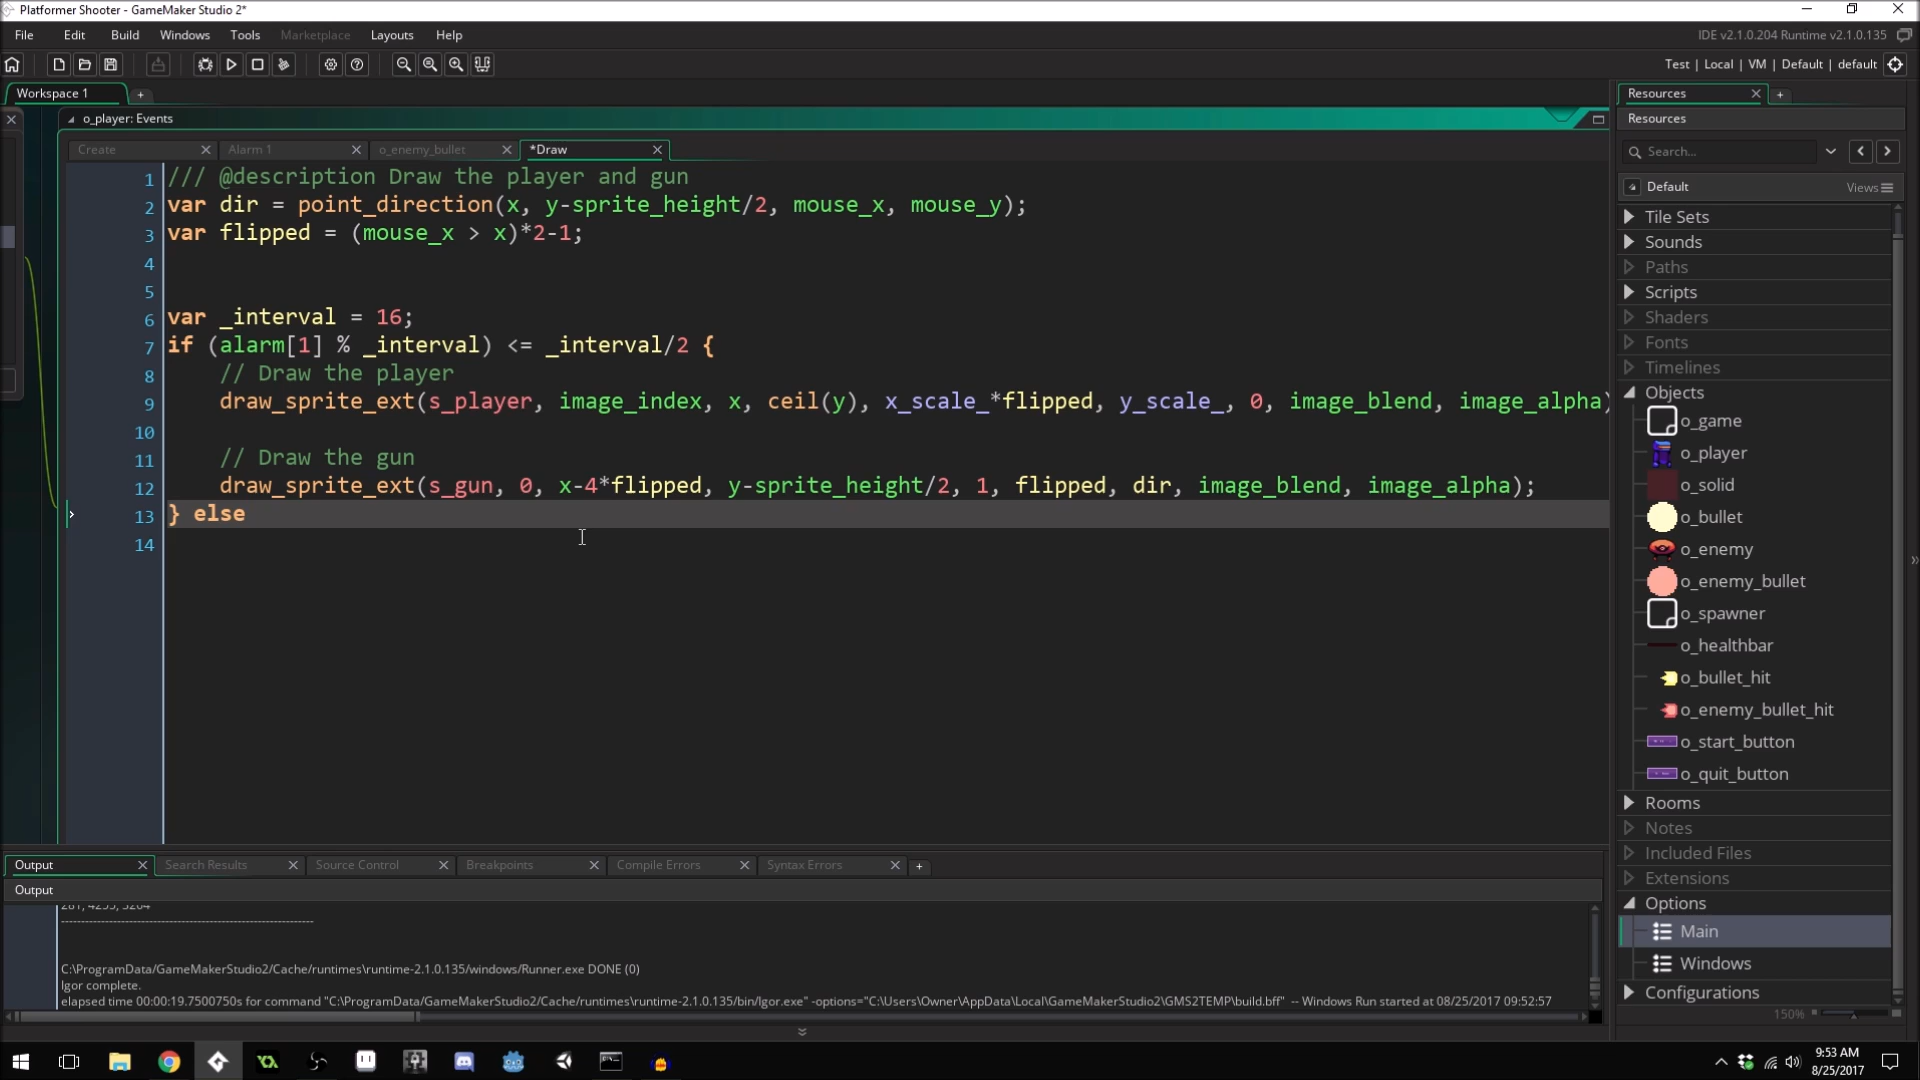 Platformer Shooter - GameMaker Studio 2*
File Edit Build Windows Tools Marketplace Layouts Help
IDE v2.1.0.204 Runtime v2.1.0.135
Test | Local | VM | Default | default
Workspace 1
o_player: Events
Create Alarm 1 o_enemy_bullet *Draw
1 /// @description Draw the player and gun
2 var dir = point_direction(x, y-sprite_height/2, mouse_x, mouse_y);
3 var flipped = (mouse_x > x)*2-1;
4
5
6 var _interval = 16;
7 if (alarm[1] % _interval) <= _interval/2 {
8 // Draw the player
9 draw_sprite_ext(s_player, image_index, x, ceil(y), x_scale_*flipped, y_scale_, 0, image_blend, image_alpha)
10
11 // Draw the gun
12 draw_sprite_ext(s_gun, 0, x-4*flipped, y-sprite_height/2, 1, flipped, dir, image_blend, image_alpha);
13 } else
14
Resources
Resources
Search...
Default
Views
Tile Sets
Sounds
Paths
Scripts
Shaders
Fonts
Timelines
Objects
o_game
o_player
o_solid
o_bullet
o_enemy
o_enemy_bullet
o_spawner
o_healthbar
o_bullet_hit
o_enemy_bullet_hit
o_start_button
o_quit_button
Rooms
Notes
Included Files
Extensions
Options
Main
Windows
Configurations
150%
Output Search Results Source Control Breakpoints Compile Errors Syntax Errors
Output
------------------------------------------------------------
C:\ProgramData/GameMakerStudio2/Cache/runtimes\runtime-2.1.0.135/windows/Runner.exe DONE (0)
Igor complete.
elapsed time 00:00:19.7500750s for command "C:\ProgramData/GameMakerStudio2/Cache/runtimes\runtime-2.1.0.135/bin/Igor.exe" -options="C:\Users\Owner\AppData\Local\GameMakerStudio2\GMS2TEMP\build.bff" -- Windows Run started at 08/25/2017 09:52:57
9:53 AM
8/25/2017